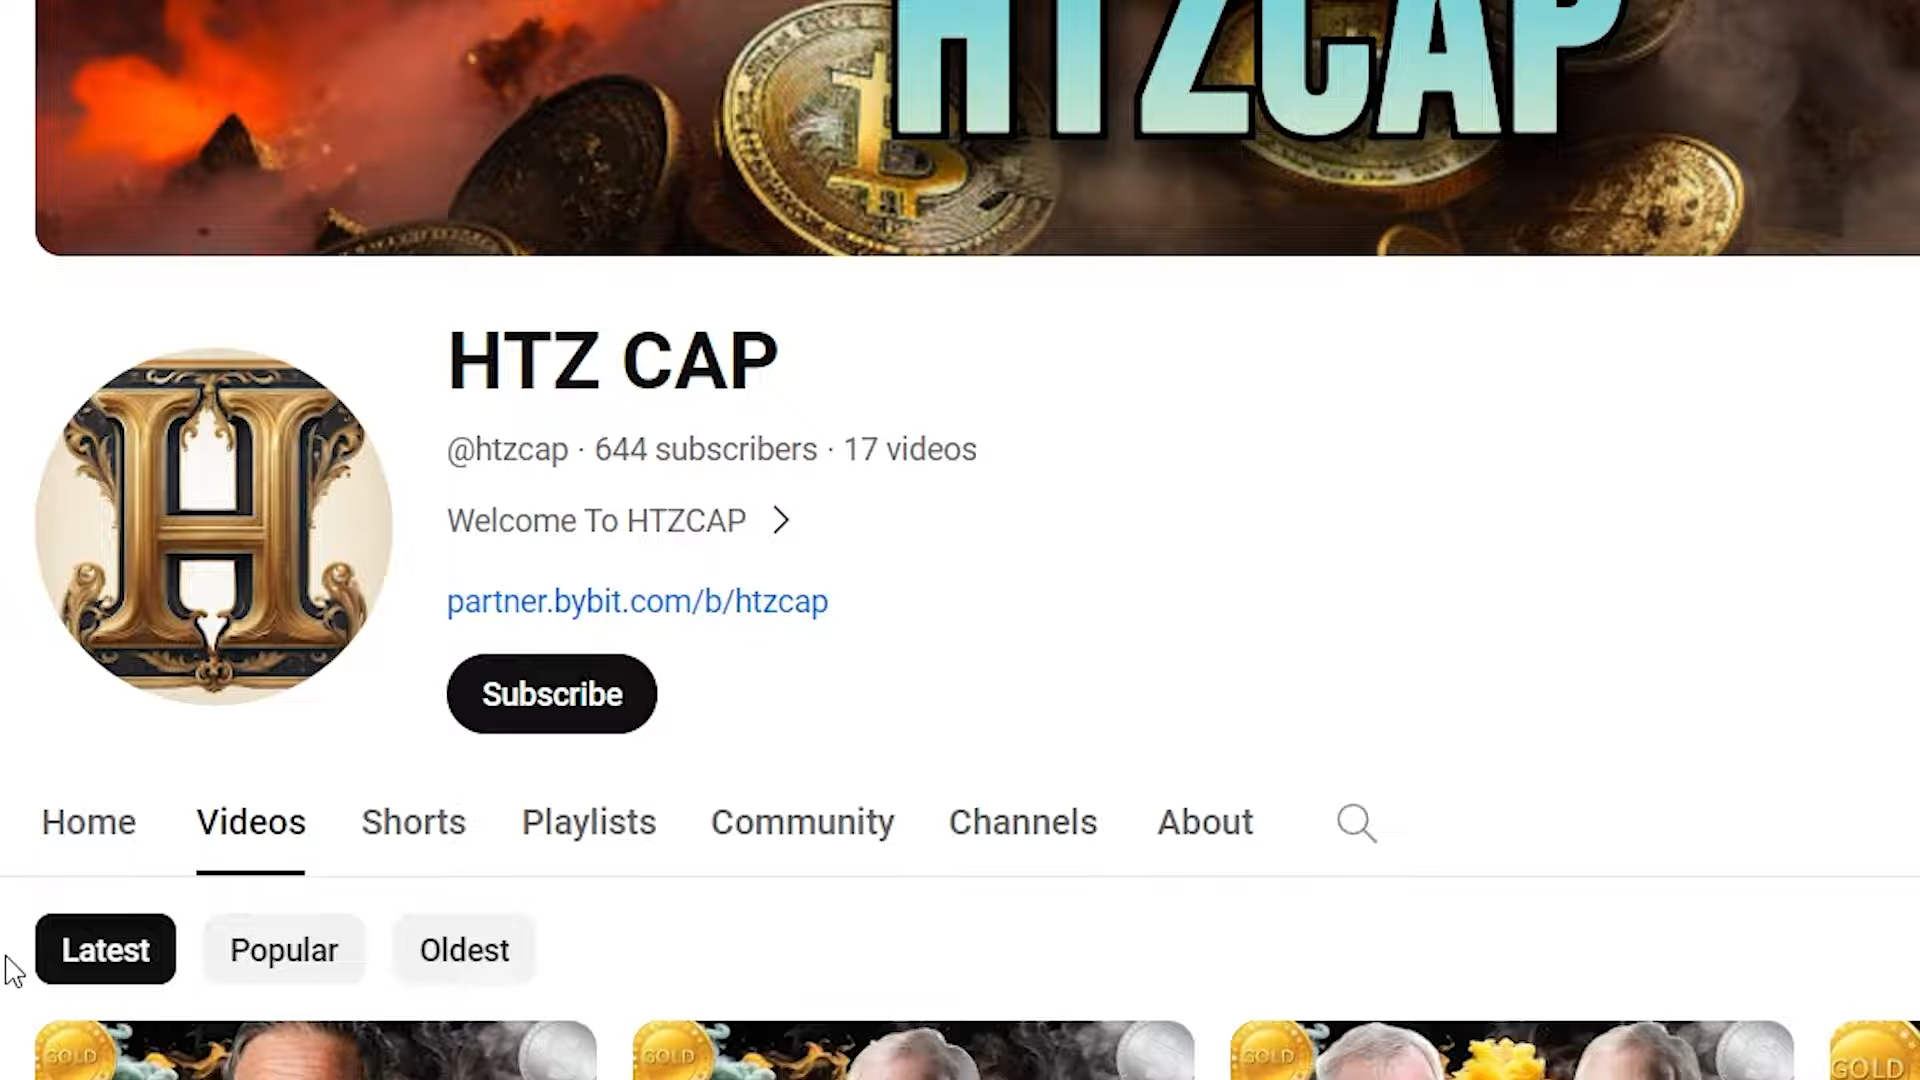 HTZCAP
HTZ CAP
@htzcap · 644 subscribers · 17 videos
Welcome To HTZCAP
partner.bybit.com/b/htzcap
Subscribe
Home Videos Shorts Playlists Community Channels About
Latest Popular Oldest
GOLD GOLD GOLD GOLD